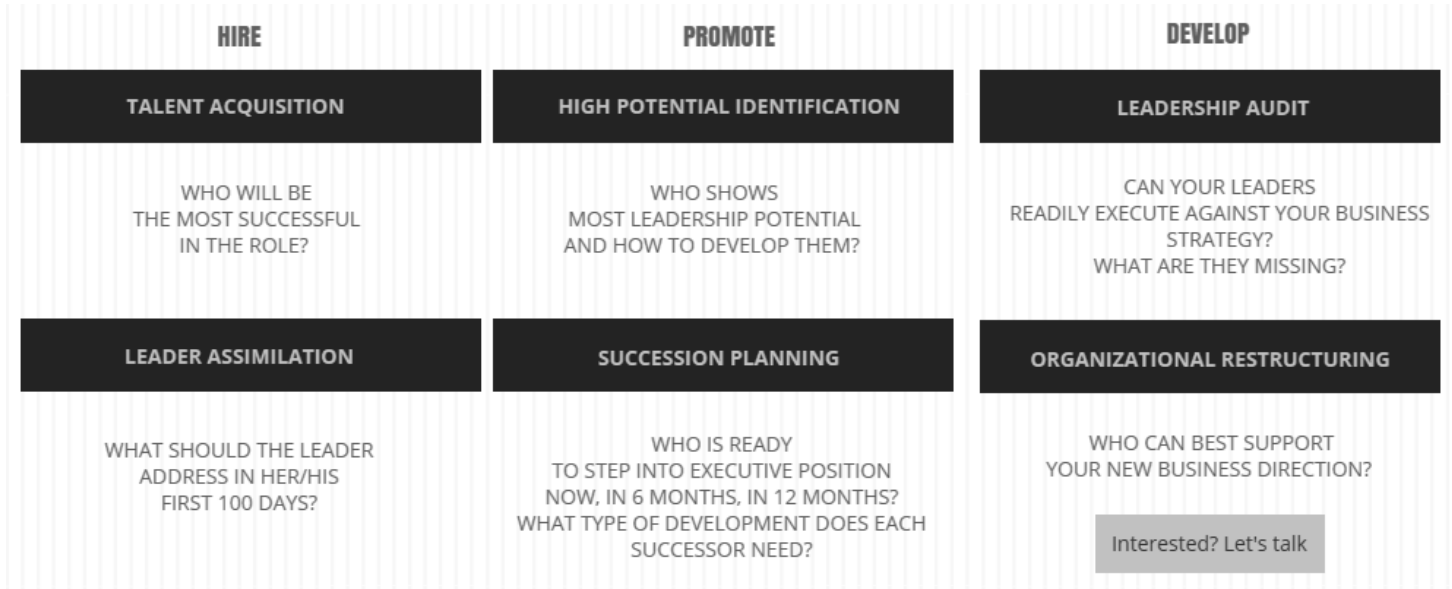 HIRE
TALENT ACQUISITION
WHO WILL BE
THE MOST SUCCESSFUL
IN THE ROLE?
LEADER ASSIMILATION
WHAT SHOULD THE LEADER
ADDRESS IN HER/HIS
FIRST 100 DAYS?
PROMOTE
HIGH POTENTIAL IDENTIFICATION
WHO SHOWS
MOST LEADERSHIP POTENTIAL
AND HOW TO DEVELOP THEM?
SUCCESSION PLANNING
WHO IS READY
TO STEP INTO EXECUTIVE POSITION
NOW, IN 6 MONTHS, IN 12 MONTHS?
WHAT TYPE OF DEVELOPMENT DOES EACH
SUCCESSOR NEED?
DEVELOP
LEADERSHIP AUDIT
CAN YOUR LEADERS
READILY EXECUTE AGAINST YOUR BUSINESS
STRATEGY?
WHAT ARE THEY MISSING?
ORGANIZATIONAL RESTRUCTURING
WHO CAN BEST SUPPORT
YOUR NEW BUSINESS DIRECTION?
Interested? Let's talk